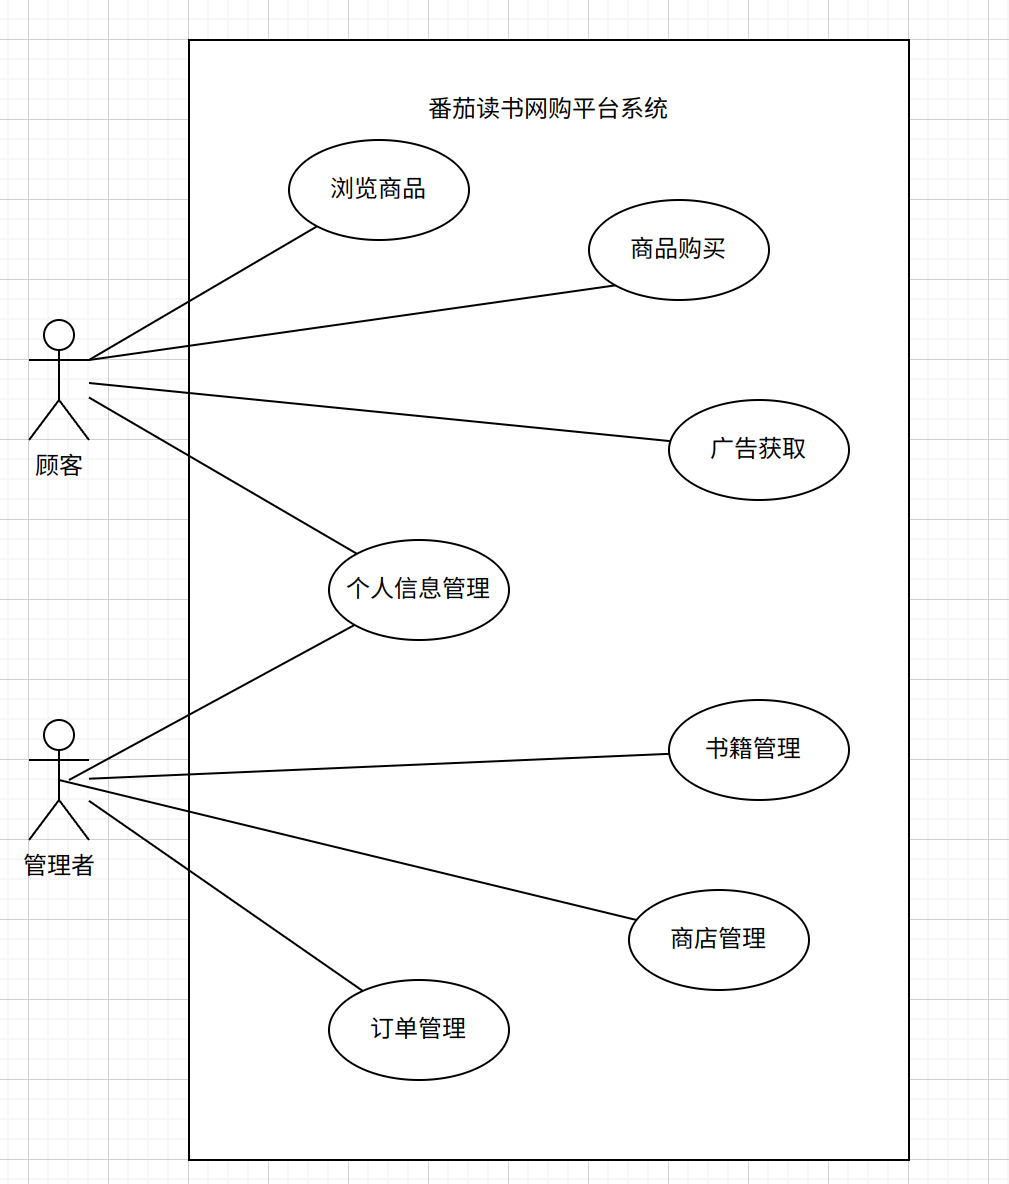 番茄读书网购平台系统
浏览商品
商品购买
广告获取
顾客
个人信息管理
书籍管理
管理者
商店管理
订单管理